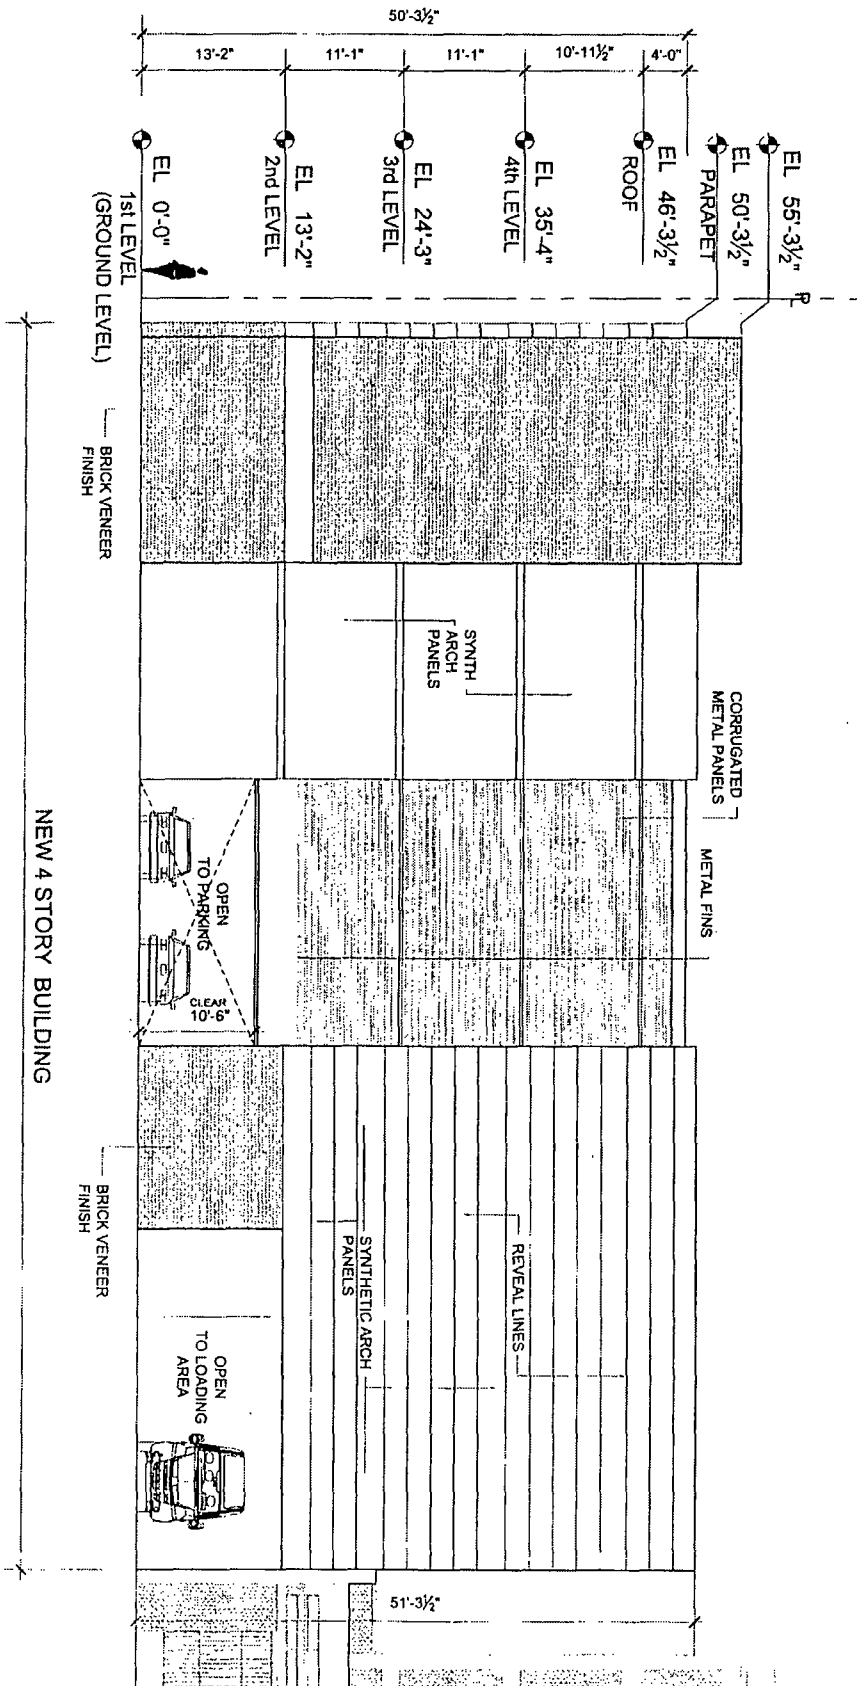 50'-3½"
13'-2"
11'-1"
11'-1"
10'-11½"
4'-0"
EL 55'-3½"
EL 50'-3½"
PARAPET
EL 46'-3½"
ROOF
EL 35'-4"
4th LEVEL
EL 24'-3"
3rd LEVEL
EL 13'-2"
2nd LEVEL
EL 0'-0"
1st LEVEL
(GROUND LEVEL)
BRICK VENEER
FINISH
SYNTH
ARCH
PANELS
CORRUGATED
METAL PANELS
METAL FINS
OPEN
TO PARKING
CLEAR
10'-6"
BRICK VENEER
FINISH
REVEAL LINES
SYNTHETIC ARCH
PANELS
OPEN
TO LOADING
AREA
51'-3½"
NEW 4 STORY BUILDING